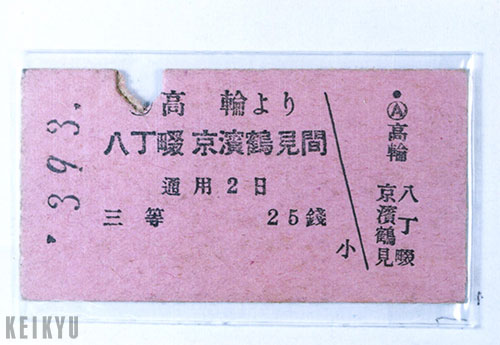 3.9.3.
Ⓐ高輪より
八丁畷 京濱鶴見間
通用2日
三等 25銭
小
Ⓐ高輪
八丁畷
京濱鶴見
KEIKYU